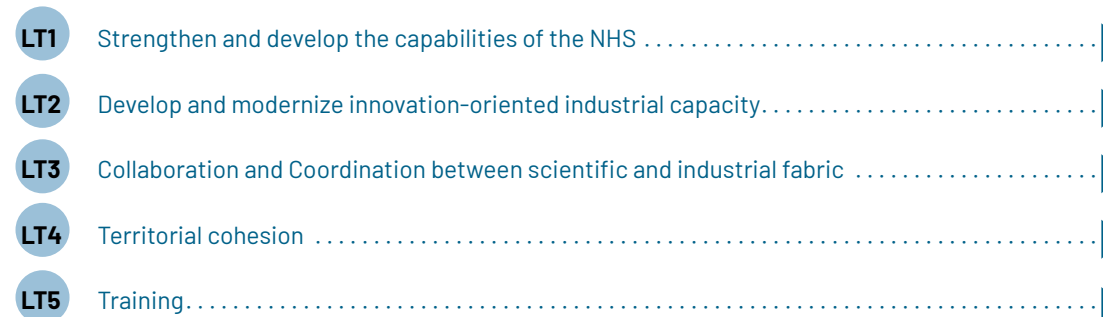 LT1 Strengthen and develop the capabilities of the NHS . . . . . . . . . . . . . . . . . . . . . . . . . . . . . . . . . . . . . .
LT2 Develop and modernize innovation-oriented industrial capacity. . . . . . . . . . . . . . . . . . . . . . . . . . . .
LT3 Collaboration and Coordination between scientific and industrial fabric . . . . . . . . . . . . . . . . . . . .
LT4 Territorial cohesion . . . . . . . . . . . . . . . . . . . . . . . . . . . . . . . . . . . . . . . . . . . . . . . . . . . . . . . . . . . . . . . .
LT5 Training. . . . . . . . . . . . . . . . . . . . . . . . . . . . . . . . . . . . . . . . . . . . . . . . . . . . . . . . . . . . . . . . . . . . . . . . . .